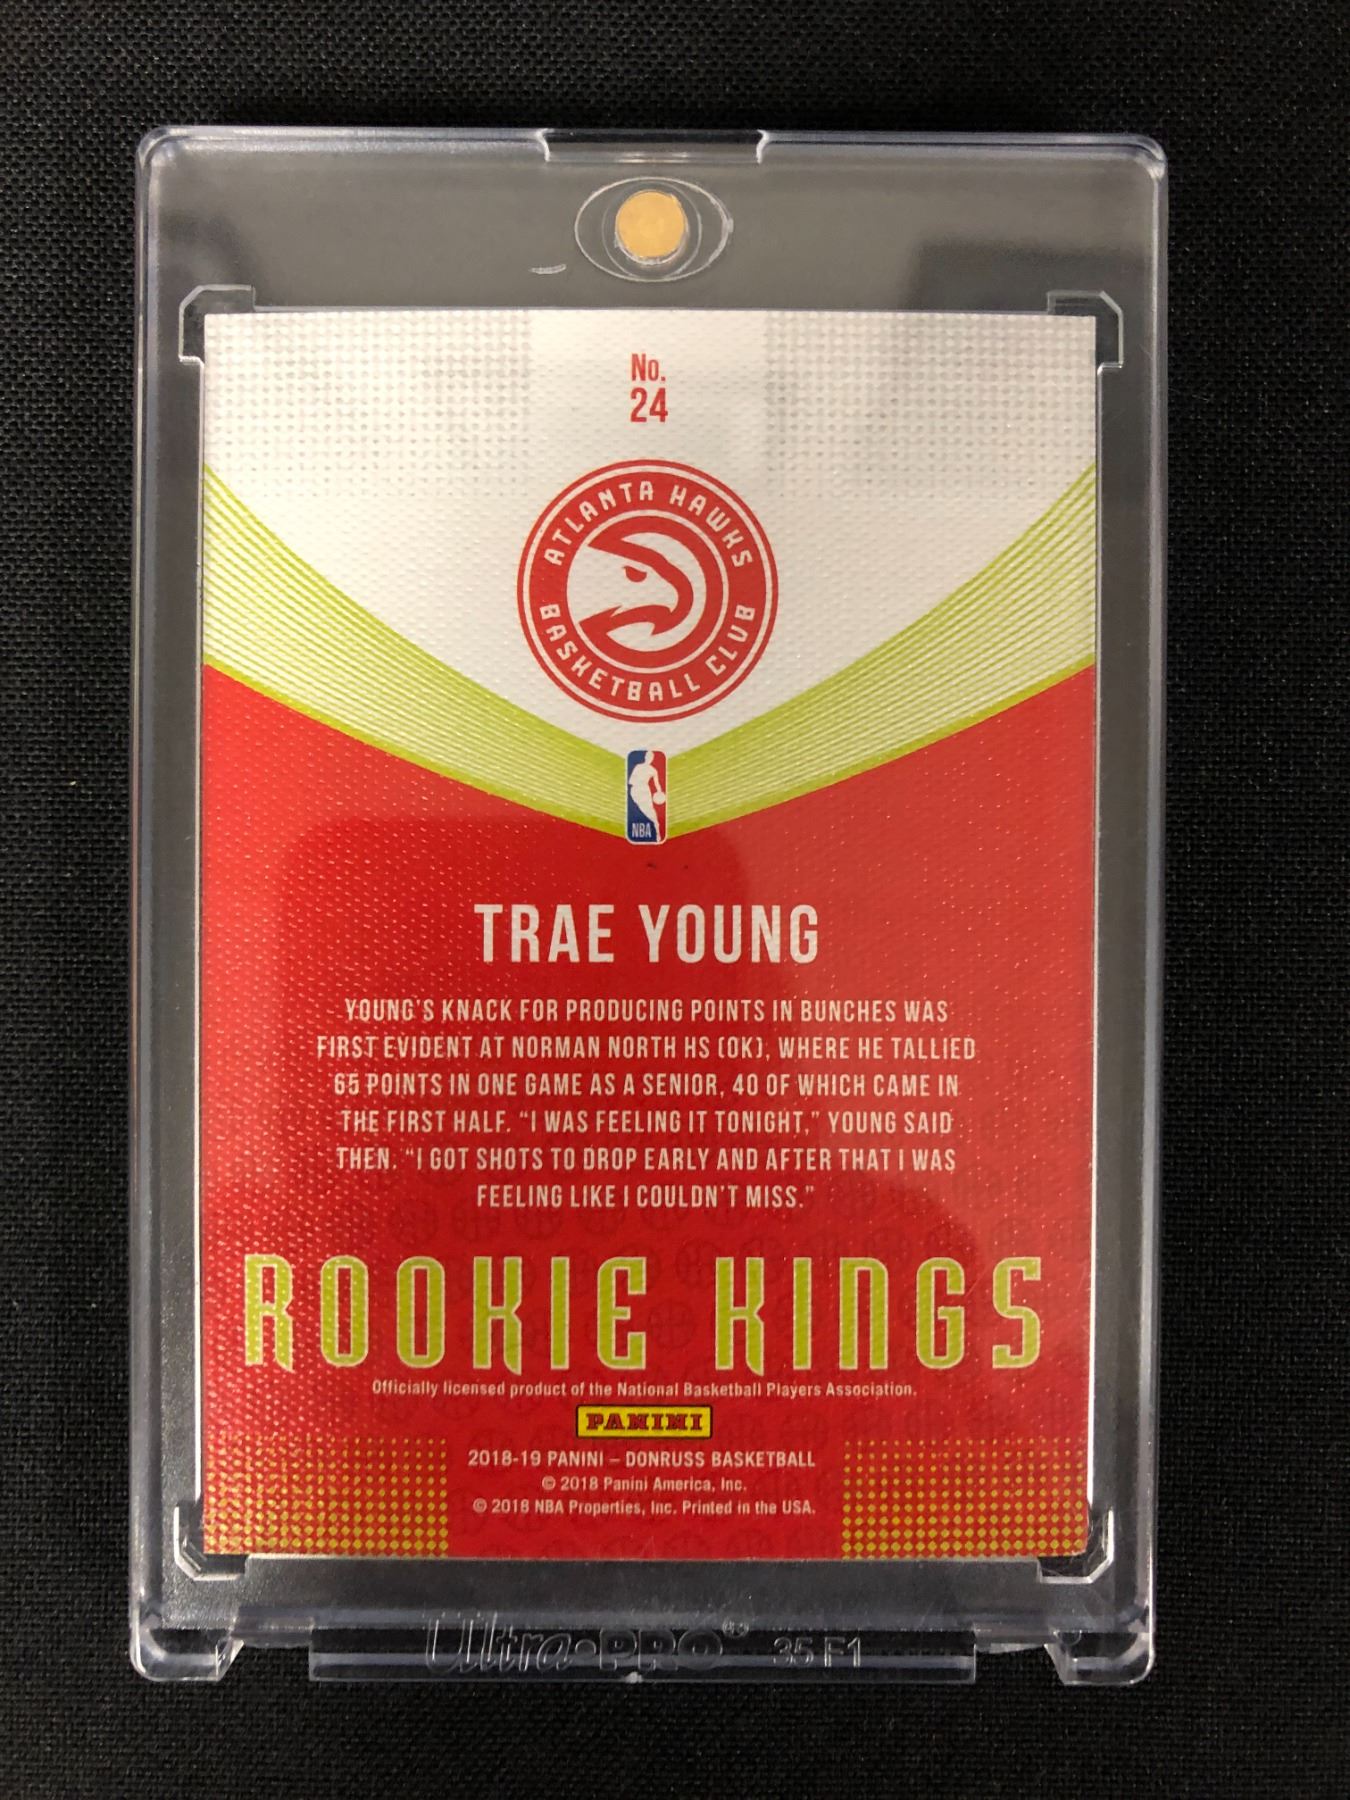 No.
24
ATLANTA HAWKS
BASKETBALL CLUB
NBA
TRAE YOUNG
YOUNG'S KNACK FOR PRODUCING POINTS IN BUNCHES WAS
FIRST EVIDENT AT NORMAN NORTH HS (OK), WHERE HE TALLIED
65 POINTS IN ONE GAME AS A SENIOR, 40 OF WHICH CAME IN
THE FIRST HALF. “I WAS FEELING IT TONIGHT,” YOUNG SAID
THEN. “I GOT SHOTS TO DROP EARLY AND AFTER THAT I WAS
FEELING LIKE I COULDN'T MISS.”
ROOKIE KINGS
Officially licensed product of the National Basketball Players Association.
PANINI
2018-19 PANINI – DONRUSS BASKETBALL
© 2018 Panini America, Inc.
© 2018 NBA Properties, Inc. Printed in the USA.
Ultra•PRO® 35 F1